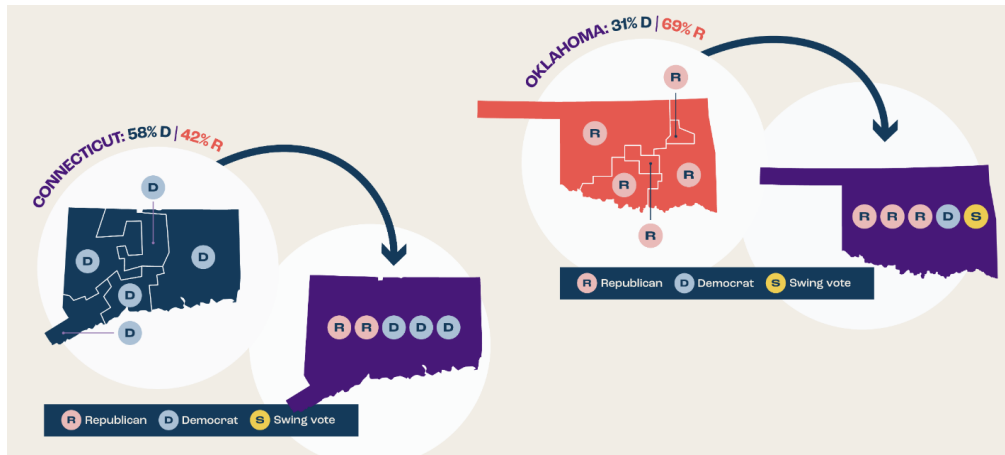 CONNECTICUT: 58% D | 42% R
D
D
D
D
D
R R D D D
R Republican D Democrat S Swing vote
OKLAHOMA: 31% D | 69% R
R
R
R
R
R
R R R D S
R Republican D Democrat S Swing vote